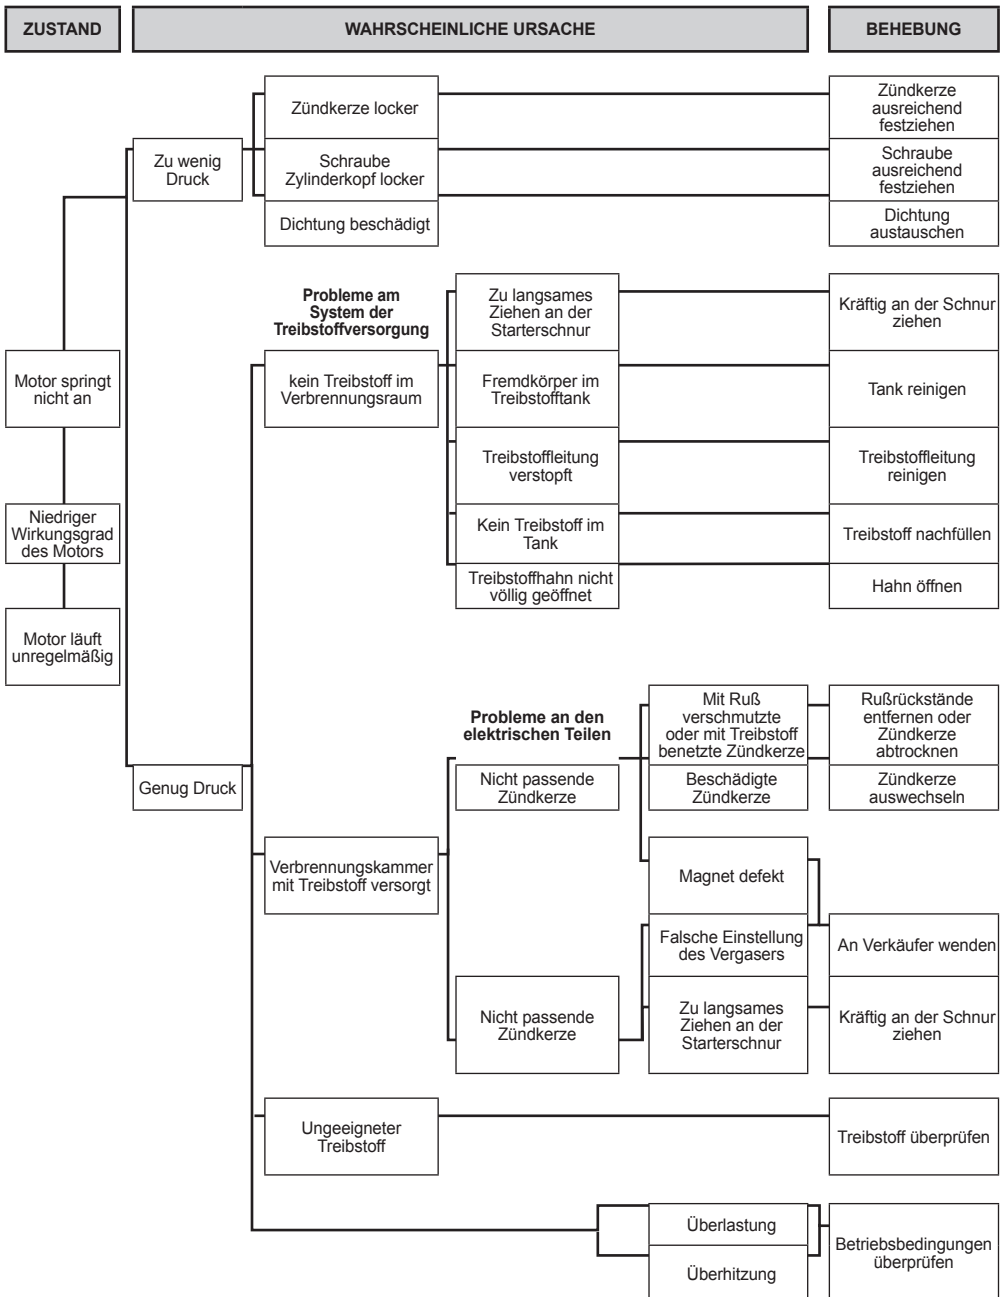 ZUSTAND
WAHRSCHEINLICHE URSACHE
BEHEBUNG
Zündkerze locker
Zündkerze
ausreichend
festziehen
Zu wenig
Druck
Schraube
Zylinderkopf locker
Schraube
ausreichend
festziehen
Dichtung beschädigt
Dichtung
austauschen
Probleme am
System der
Treibstoffversorgung
Zu langsames
Ziehen an der
Starterschnur
Kräftig an der Schnur
ziehen
Motor springt
nicht an
kein Treibstoff im
Verbrennungsraum
Fremdkörper im
Treibstofftank
Tank reinigen
Treibstoffleitung
verstopft
Treibstoffleitung
reinigen
Niedriger
Wirkungsgrad
des Motors
Kein Treibstoff im
Tank
Treibstoff nachfüllen
Treibstoffhahn nicht
völlig geöffnet
Hahn öffnen
Motor läuft
unregelmäßig
Probleme an den
elektrischen Teilen
Mit Ruß
verschmutzte
oder mit Treibstoff
benetzte Zündkerze
Rußrückstände
entfernen oder
Zündkerze
abtrocknen
Genug Druck
Nicht passende
Zündkerze
Beschädigte
Zündkerze
Zündkerze
auswechseln
Verbrennungskammer
mit Treibstoff versorgt
Magnet defekt
Falsche Einstellung
des Vergasers
An Verkäufer wenden
Nicht passende
Zündkerze
Zu langsames
Ziehen an der
Starterschnur
Kräftig an der Schnur
ziehen
Ungeeigneter
Treibstoff
Treibstoff überprüfen
Überlastung
Überhitzung
Betriebsbedingungen
überprüfen